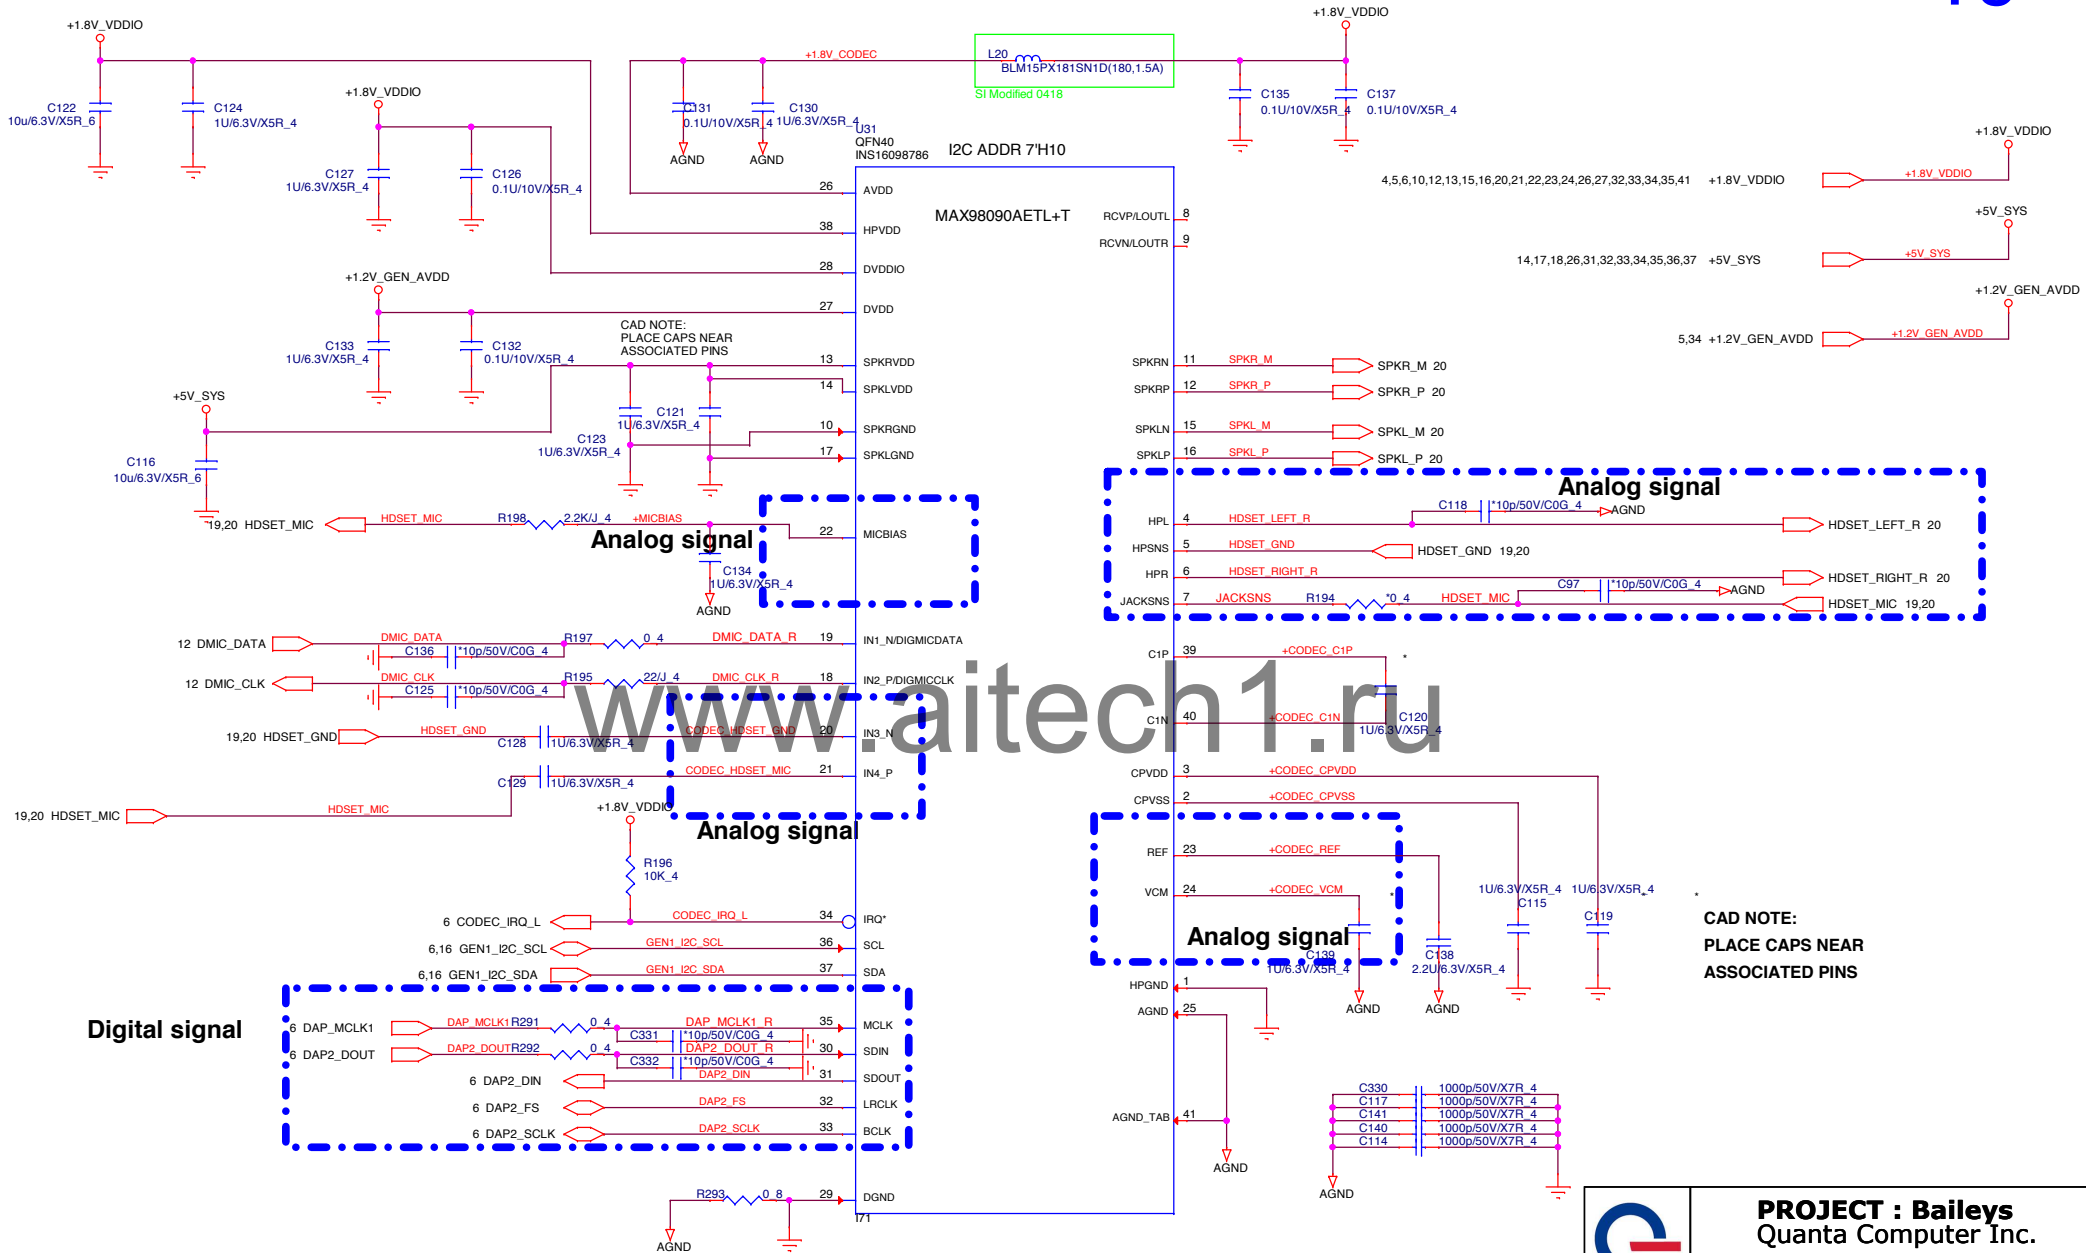 +1.8V_VDDIO
C122
10u/6.3V/X5R_6
C124
1U/6.3V/X5R_4
+1.8V_VDDIO
C127
1U/6.3V/X5R_4
C126
0.1U/10V/X5R_4
+1.2V_GEN_AVDD
C133
1U/6.3V/X5R_4
C132
0.1U/10V/X5R_4
+1.8V_CODEC
C131
0.1U/10V/X5R_4
C130
1U/6.3V/X5R_4
AGND
AGND
L20
BLM15PX181SN1D(180,1.5A)
SI Modified 0418
+1.8V_VDDIO
C135
0.1U/10V/X5R_4
C137
0.1U/10V/X5R_4
U31
QFN40
INS16098786
I2C ADDR 7'H10
MAX98090AETL+T
4,5,6,10,12,13,15,16,20,21,22,23,24,26,27,32,33,34,35,41 +1.8V_VDDIO
+1.8V_VDDIO
+1.8V_VDDIO
14,17,18,26,31,32,33,34,35,36,37 +5V_SYS
+5V_SYS
+5V_SYS
5,34 +1.2V_GEN_AVDD
+1.2V_GEN_AVDD
+1.2V_GEN_AVDD
26 AVDD
38 HPVDD
28 DVDDIO
27 DVDD
13 SPKRVDD
14 SPKLVDD
10 SPKRGND
17 SPKLGND
CAD NOTE:
PLACE CAPS NEAR
ASSOCIATED PINS
C121
1U/6.3V/X5R_4
C123
1U/6.3V/X5R_4
+5V_SYS
C116
10u/6.3V/X5R_6
RCVP/LOUTL 8
RCVN/LOUTR 9
SPKRN 11 SPKR_M SPKR_M 20
SPKRP 12 SPKR_P SPKR_P 20
SPKLN 15 SPKL_M SPKL_M 20
SPKLP 16 SPKL_P SPKL_P 20
19,20 HDSET_MIC HDSET_MIC R198 2.2K/J_4 +MICBIAS 22 MICBIAS
Analog signal
C134
1U/6.3V/X5R_4
AGND
Analog signal
C118 *10p/50V/C0G_4 AGND
HPL 4 HDSET_LEFT_R HDSET_LEFT_R 20
HPSNS 5 HDSET_GND HDSET_GND 19,20
HPR 6 HDSET_RIGHT_R HDSET_RIGHT_R 20
C97 *10p/50V/C0G_4 AGND
JACKSNS 7 JACKSNS R194 *0_4 HDSET_MIC HDSET_MIC 19,20
12 DMIC_DATA DMIC_DATA R197 0_4 DMIC_DATA_R 19 IN1_N/DIGMICDATA
C136 *10p/50V/C0G_4
12 DMIC_CLK DMIC_CLK R195 22/J_4 DMIC_CLK_R 18 IN2_P/DIGMICCLK
C125 *10p/50V/C0G_4
www.aitech1.ru
19,20 HDSET_GND HDSET_GND C128 1U/6.3V/X5R_4 CODEC_HDSET_GND 20 IN3_N
C129 1U/6.3V/X5R_4 CODEC_HDSET_MIC 21 IN4_P
19,20 HDSET_MIC HDSET_MIC
Analog signal
C1P 39 +CODEC_C1P *
C1N 40 +CODEC_C1N C120
1U/6.3V/X5R_4
CPVDD 3 +CODEC_CPVDD
CPVSS 2 +CODEC_CPVSS
REF 23 +CODEC_REF
VCM 24 +CODEC_VCM *
Analog signal
C139
1U/6.3V/X5R_4
C138
2.2U/6.3V/X5R_4
AGND
AGND
1U/6.3V/X5R_4
C115
1U/6.3V/X5R_4
C119
* *
CAD NOTE:
PLACE CAPS NEAR
ASSOCIATED PINS
+1.8V_VDDIO
R196
10K_4
6 CODEC_IRQ_L CODEC_IRQ_L 34 IRQ*
6,16 GEN1_I2C_SCL GEN1_I2C_SCL 36 SCL
6,16 GEN1_I2C_SDA GEN1_I2C_SDA 37 SDA
HPGND 1
AGND 25
AGND_TAB 41
AGND
Digital signal
6 DAP_MCLK1 DAP_MCLK1 R291 0_4 DAP_MCLK1_R 35 MCLK
C331 *10p/50V/C0G_4
6 DAP2_DOUT DAP2_DOUT R292 0_4 DAP2_DOUT_R 30 SDIN
C332 *10p/50V/C0G_4
6 DAP2_DIN DAP2_DIN 31 SDOUT
6 DAP2_FS DAP2_FS 32 LRCLK
6 DAP2_SCLK DAP2_SCLK 33 BCLK
C330 1000p/50V/X7R_4
C117 1000p/50V/X7R_4
C141 1000p/50V/X7R_4
C140 1000p/50V/X7R_4
C114 1000p/50V/X7R_4
AGND
R293 0_8 29 DGND
AGND
I71
PROJECT : Baileys
Quanta Computer Inc.